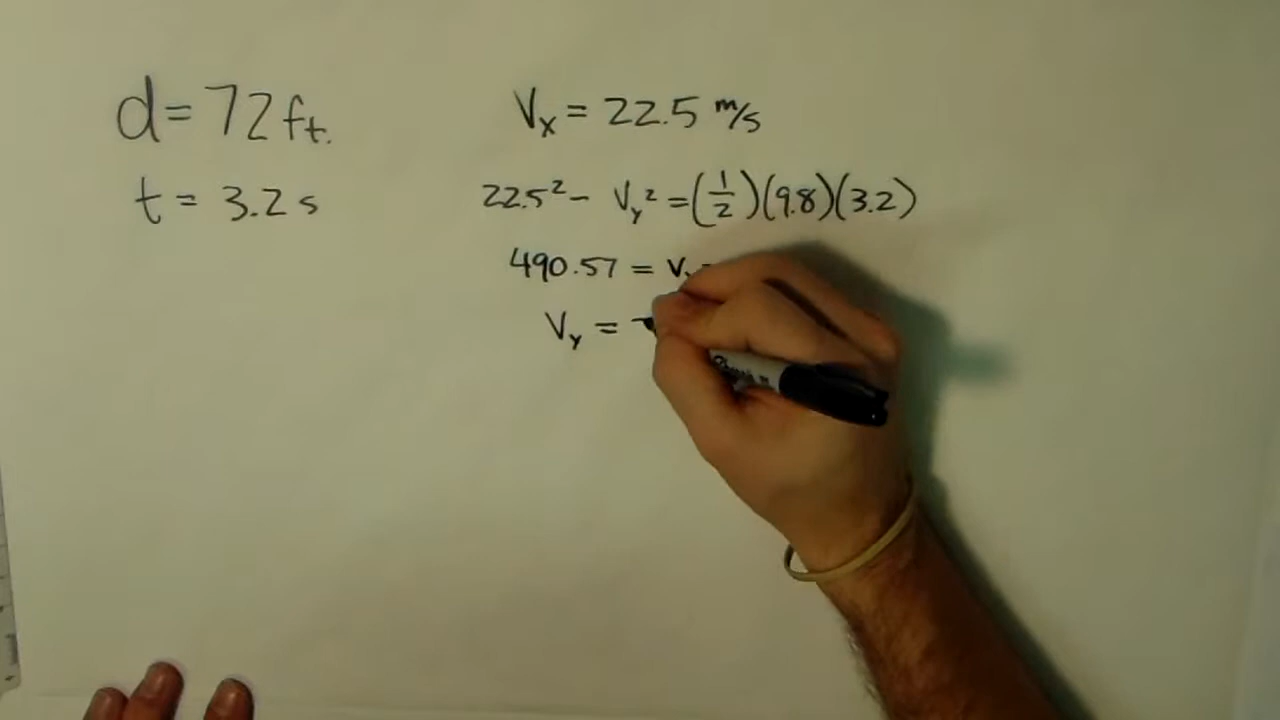 d = 72 ft.
t = 3.2 s
Vx = 22.5 m/s
22.5² - Vy² = (1/2)(9.8)(3.2)
490.57 = V
Vy =